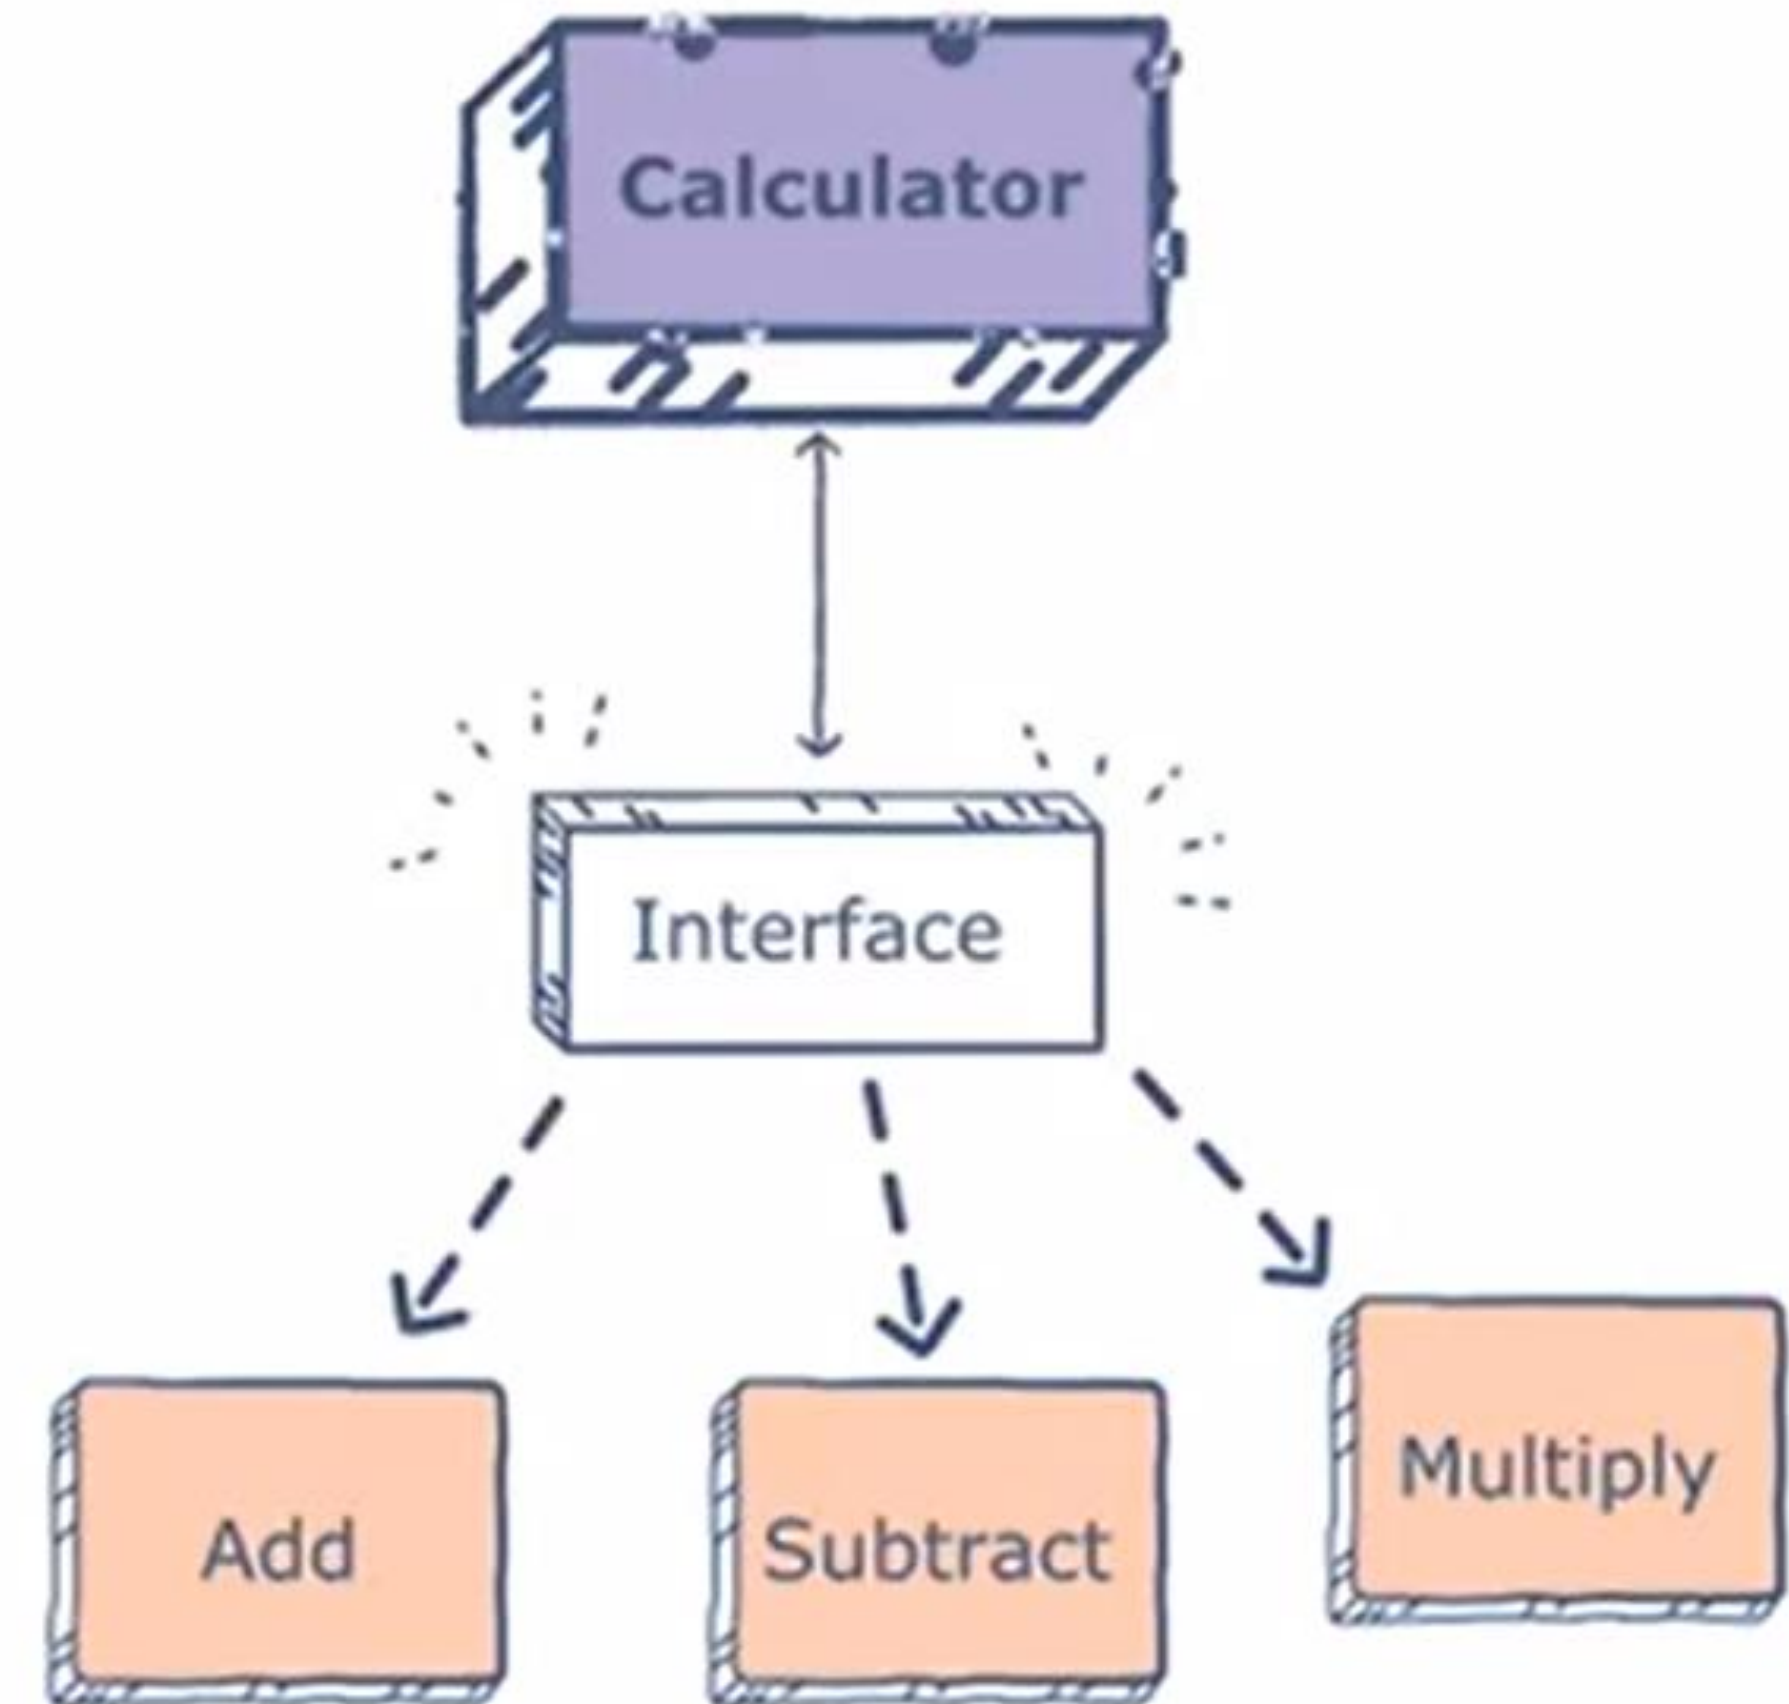 Calculator
Interface
Multiply
Add
Subtract